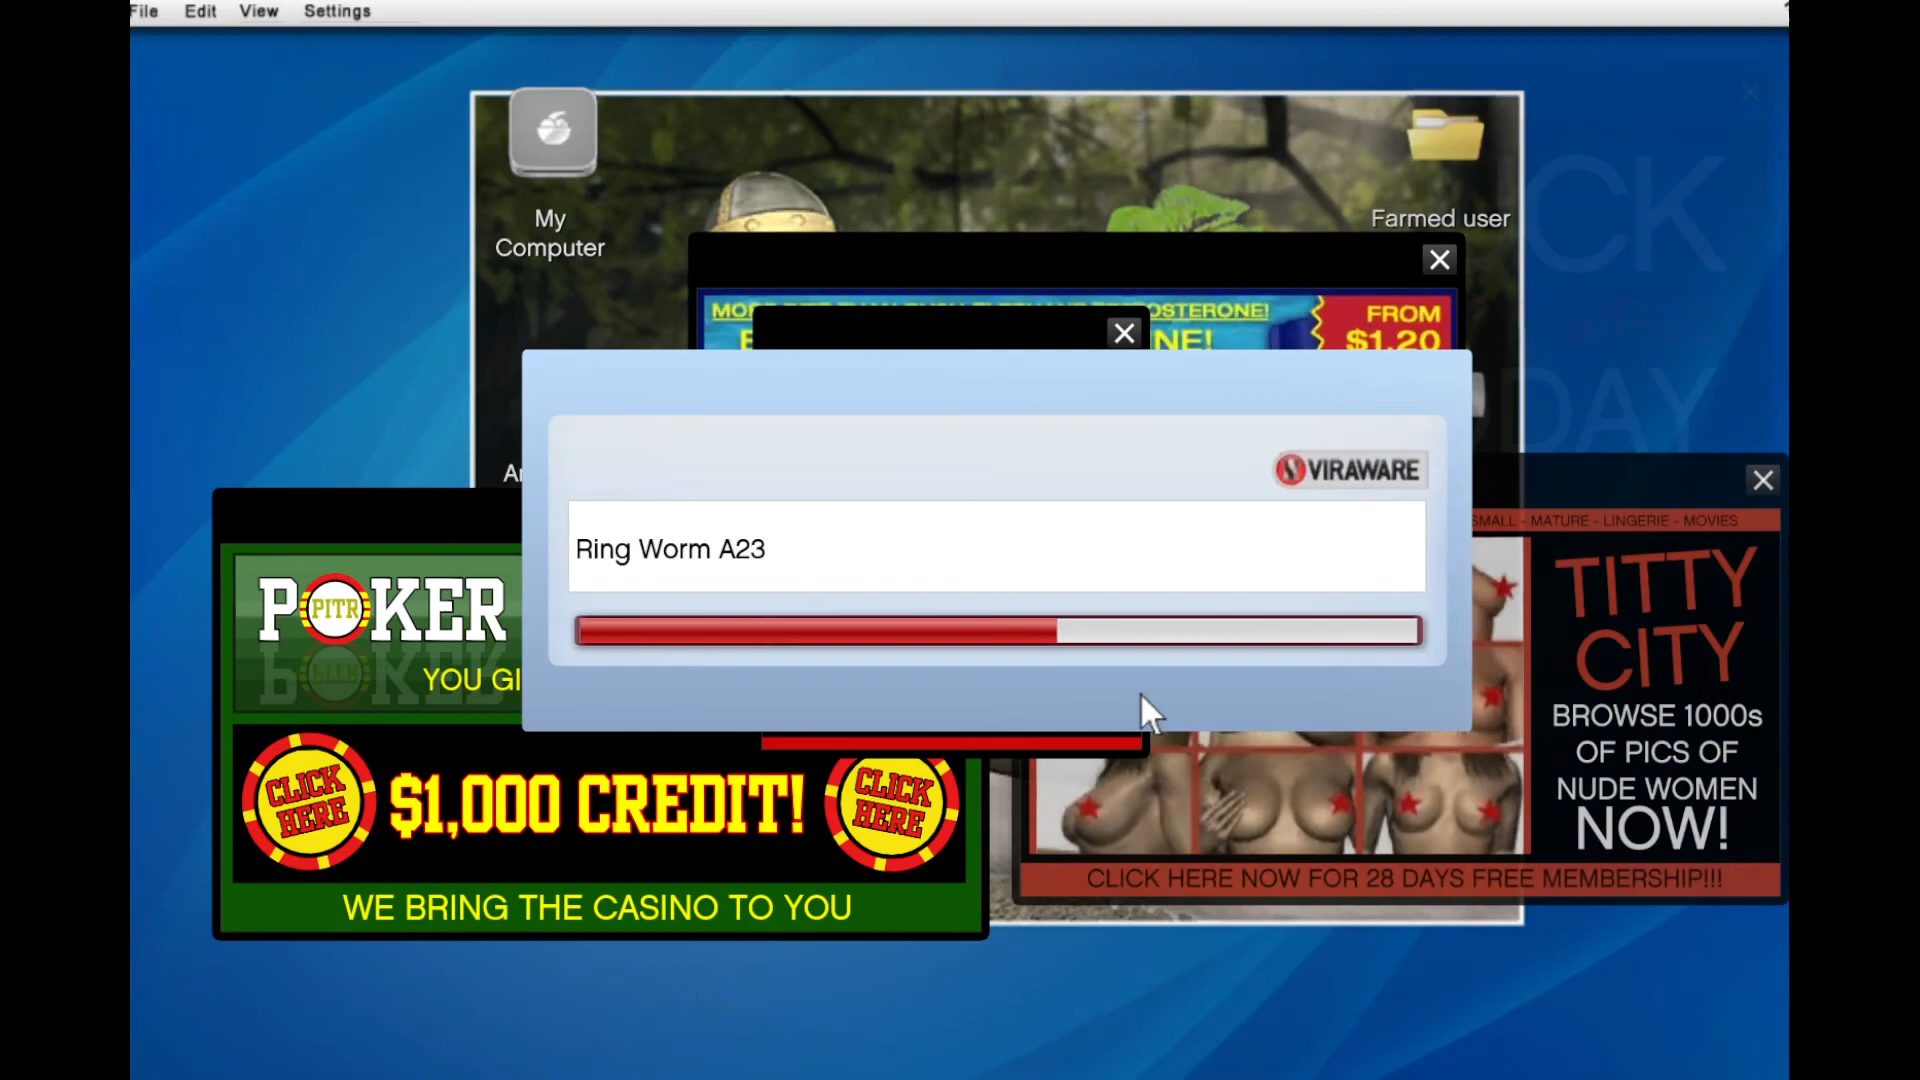 File Edit View Settings
My
Computer
Farmed user
OSTERONE!
NE!
FROM
$1.20
VIRAWARE
Ring Worm A23
POKER
PITR
YOU GI
CLICK
HERE
$1,000 CREDIT!
CLICK
HERE
WE BRING THE CASINO TO YOU
SMALL - MATURE - LINGERIE - MOVIES
TITTY
CITY
BROWSE 1000s
OF PICS OF
NUDE WOMEN
NOW!
CLICK HERE NOW FOR 28 DAYS FREE MEMBERSHIP!!!